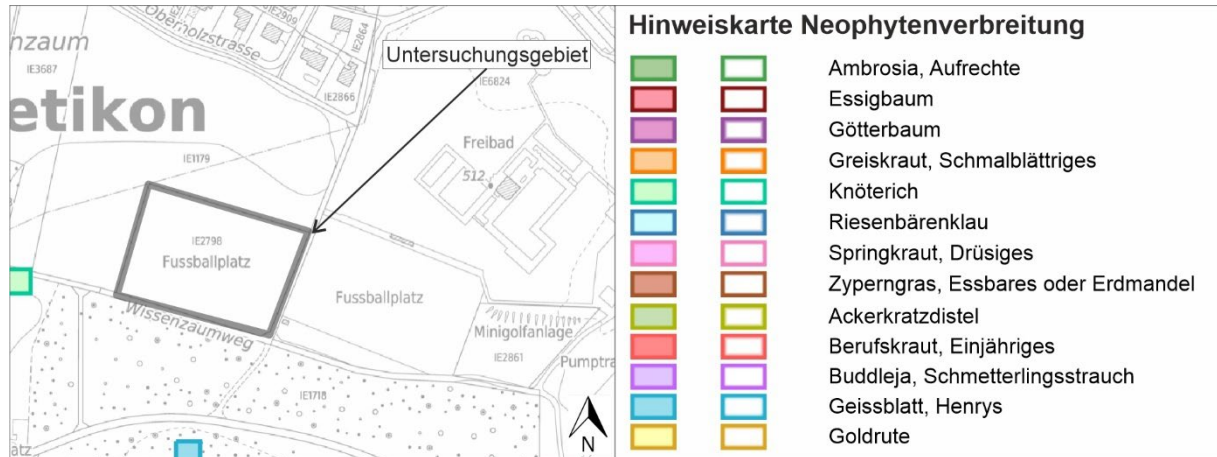 nzaum
Oberholzstrasse
IE2909
IE2864
IE3687
IE2866
Untersuchungsgebiet
IE6824
etikon
Freibad
IE1179
512
IE2798
Fussballplatz
Fussballplatz
Wissenzaumweg
Minigolfanlage
IE2861
Pumptra
IE1718
atz
N
Hinweiskarte Neophytenverbreitung
Ambrosia, Aufrechte
Essigbaum
Götterbaum
Greiskraut, Schmalblättriges
Knöterich
Riesenbärenklau
Springkraut, Drüsiges
Zyperngras, Essbares oder Erdmandel
Ackerkratzdistel
Berufskraut, Einjähriges
Buddleja, Schmetterlingsstrauch
Geissblatt, Henrys
Goldrute